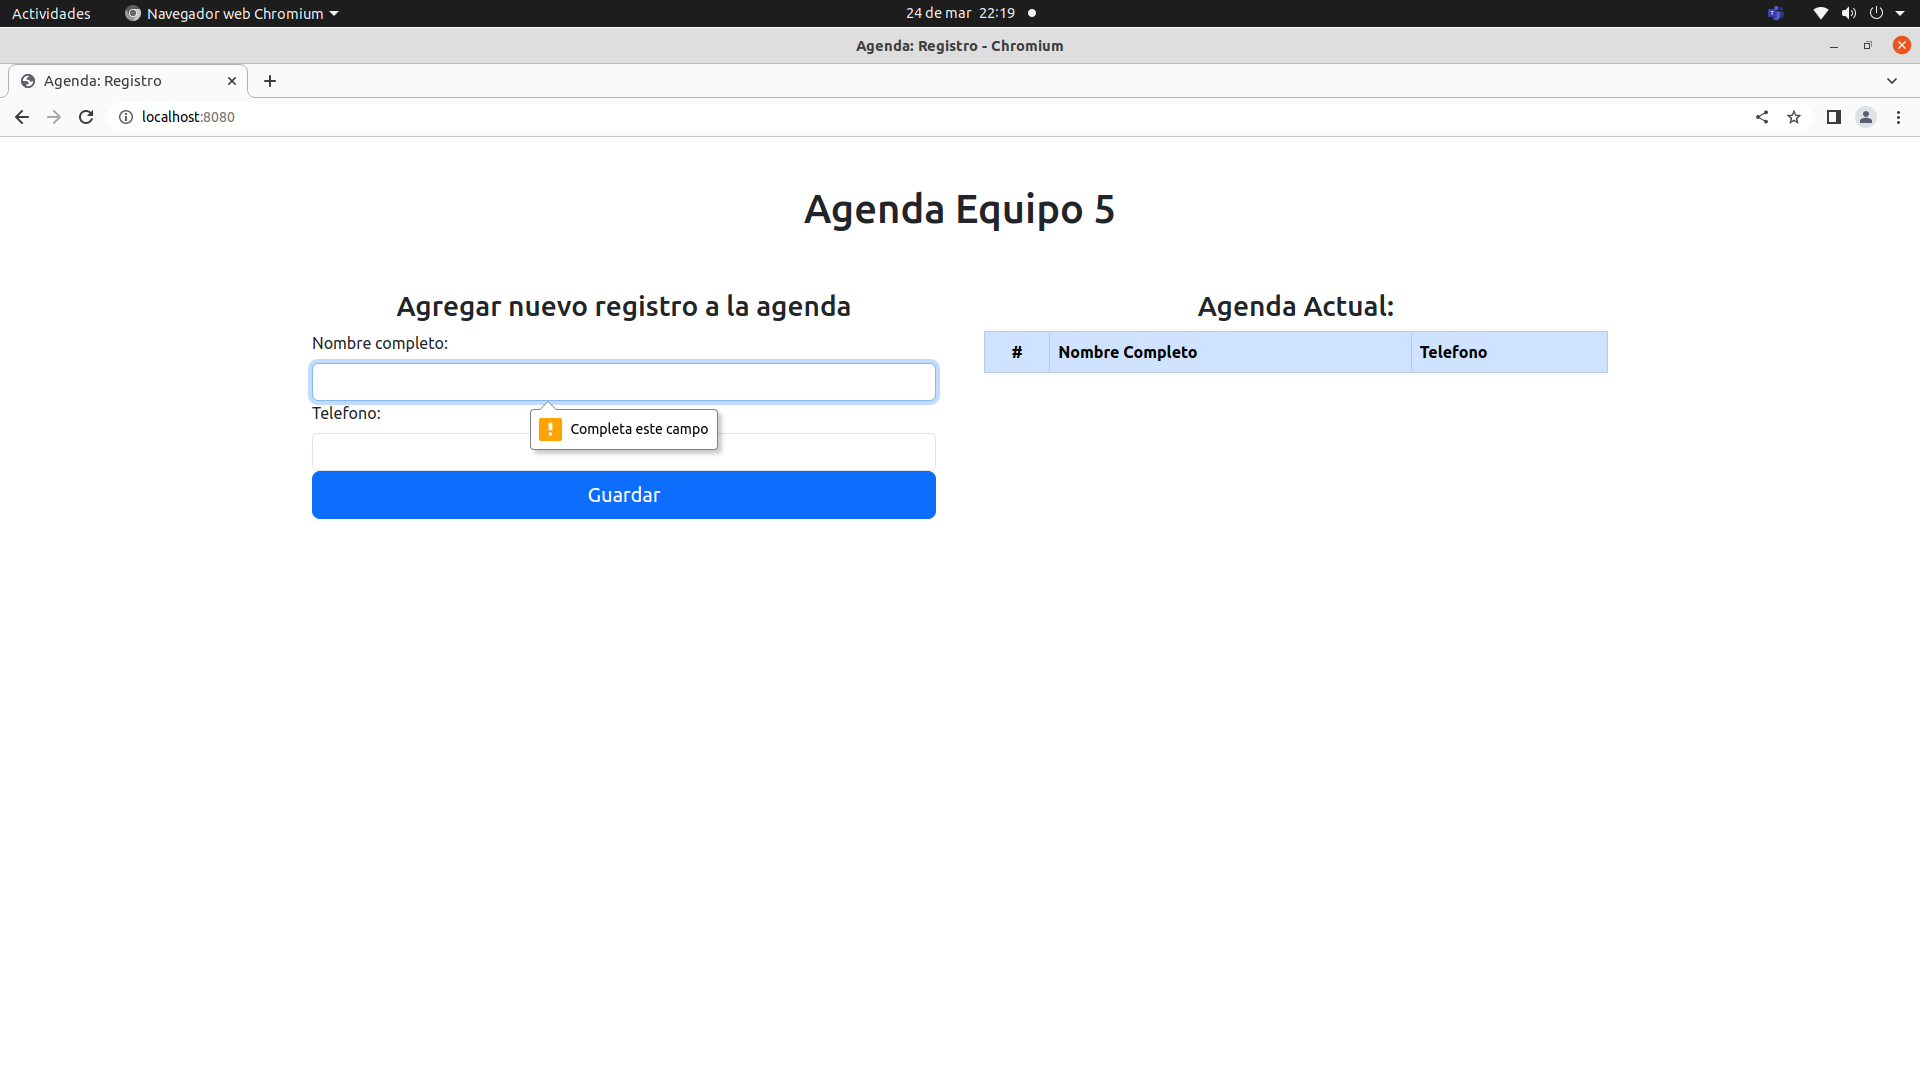 Actividades
Navegador web Chromium
24 de mar 22:19
Agenda: Registro - Chromium
Agenda: Registro
localhost:8080
Agenda Equipo 5
Agregar nuevo registro a la agenda
Nombre completo:
Telefono:
Completa este campo
Guardar
Agenda Actual:
# Nombre Completo Telefono